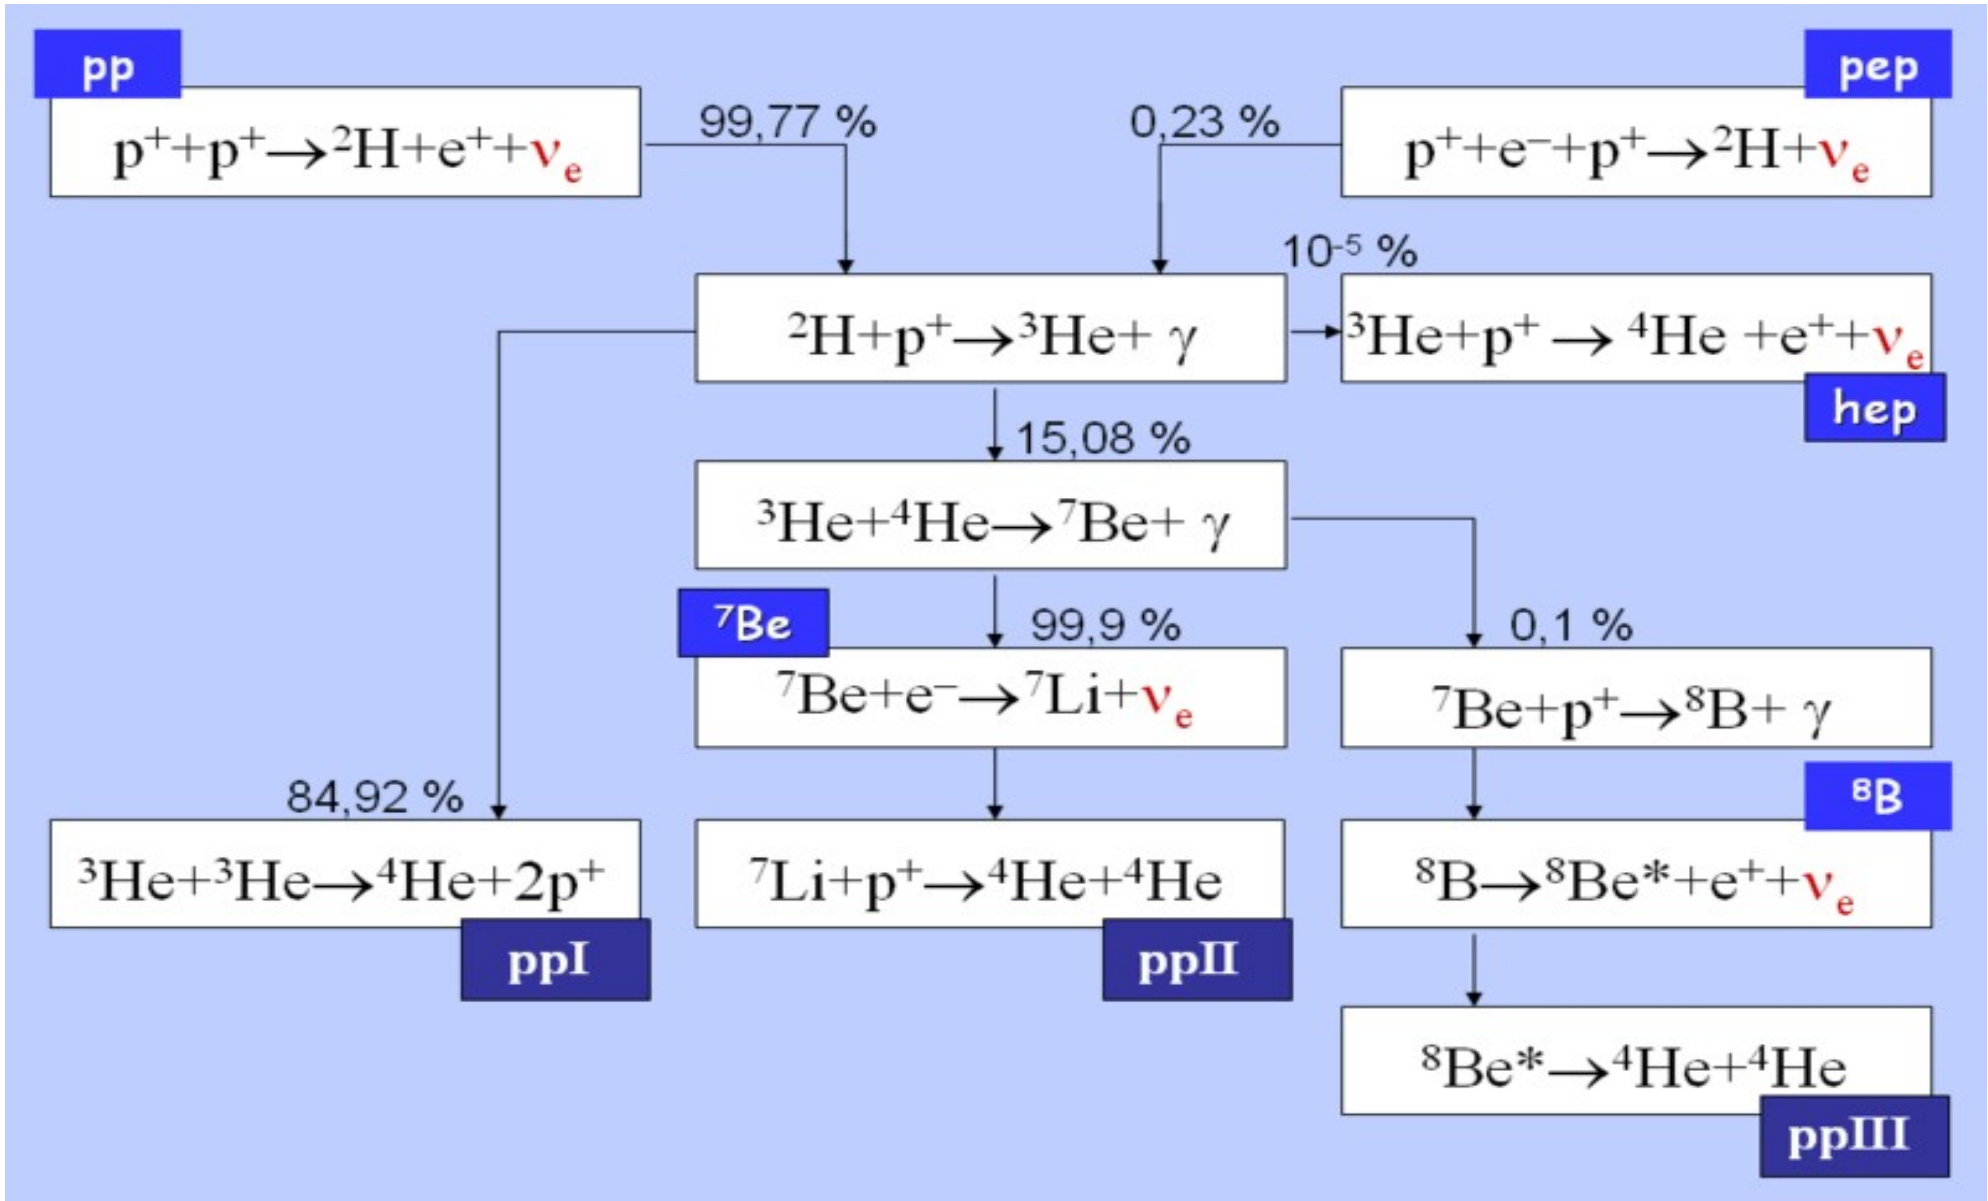 pp
pep
99,77 %
0,23 %
p⁺+p⁺→²H+e⁺+νₑ
p⁺+e⁻+p⁺→²H+νₑ
10⁻⁵ %
²H+p⁺→³He+ γ
³He+p⁺ → ⁴He +e⁺+νₑ
hep
15,08 %
³He+⁴He→⁷Be+ γ
⁷Be
99,9 %
0,1 %
⁷Be+e⁻→⁷Li+νₑ
⁷Be+p⁺→⁸B+ γ
84,92 %
⁸B
³He+³He→⁴He+2p⁺
⁷Li+p⁺→⁴He+⁴He
⁸B→⁸Be*+e⁺+νₑ
ppI
ppII
⁸Be*→⁴He+⁴He
ppIII